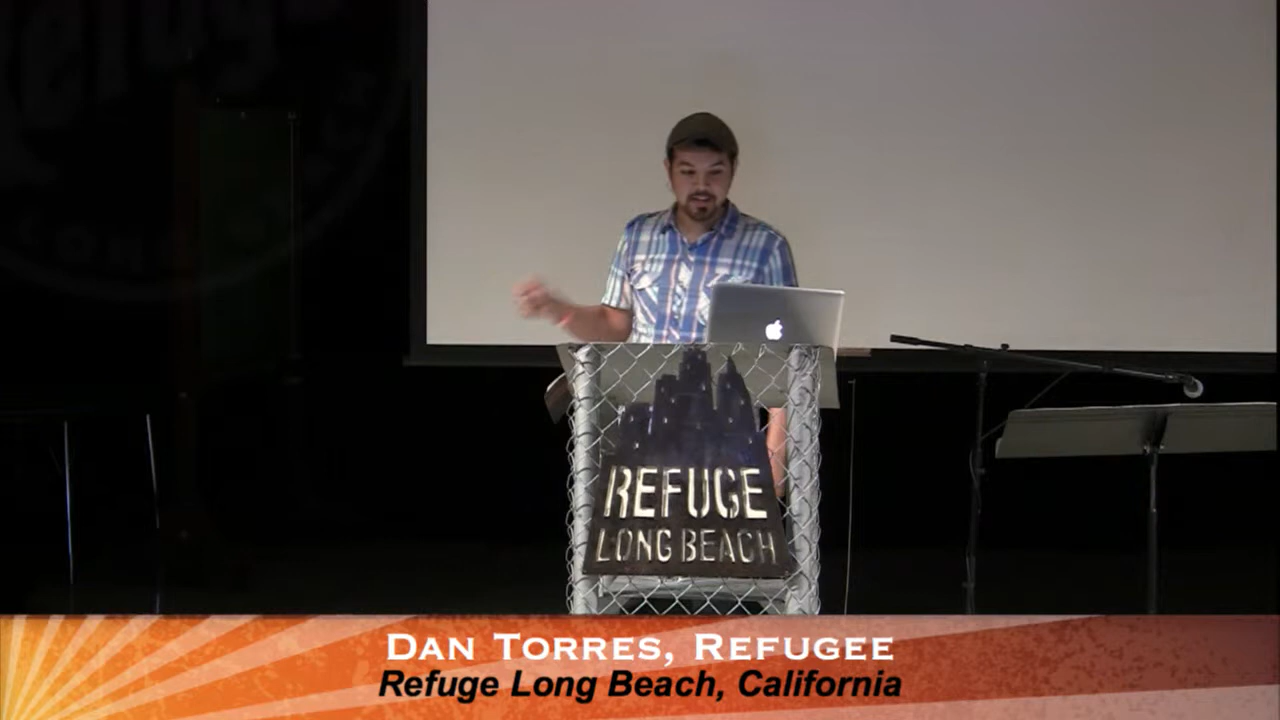 REFUGE
LONG BEACH
DAN TORRES, REFUGEE
Refuge Long Beach, California